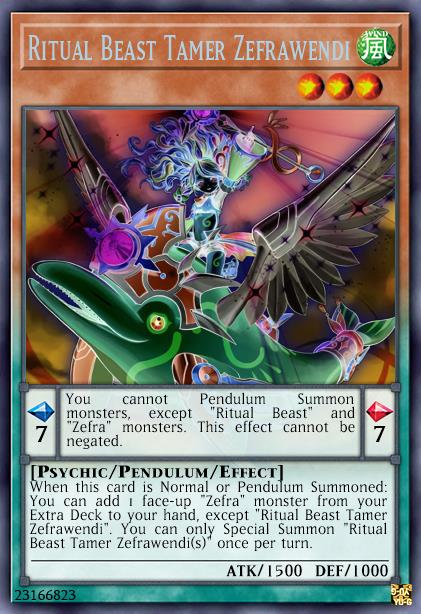 Ritual Beast Tamer Zefrawendi
WIND
風
You cannot Pendulum Summon
monsters, except "Ritual Beast" and
"Zefra" monsters. This effect cannot be
negated.
7
7
[Psychic/Pendulum/Effect]
When this card is Normal or Pendulum Summoned:
You can add 1 face-up "Zefra" monster from your
Extra Deck to your hand, except "Ritual Beast Tamer
Zefrawendi". You can only Special Summon "Ritual
Beast Tamer Zefrawendi(s)" once per turn.
ATK/1500 DEF/1000
23166823